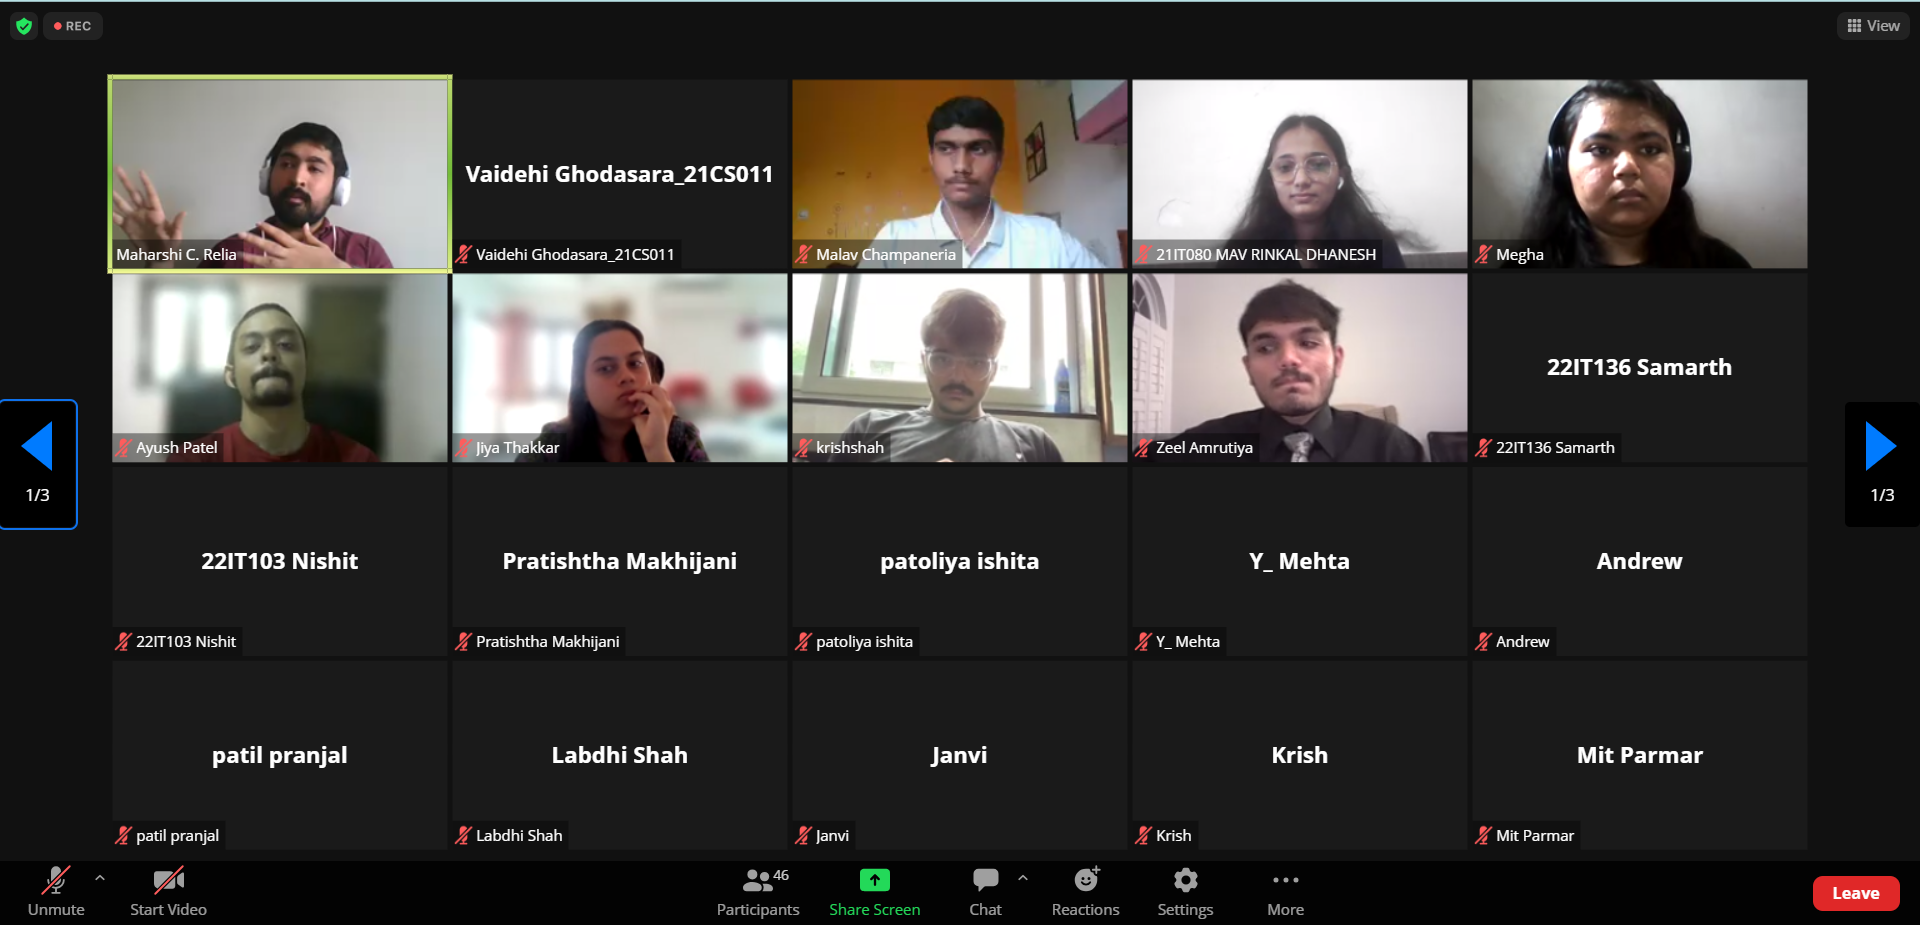 REC
View
Maharshi C. Relia
Vaidehi Ghodasara_21CS011
Vaidehi Ghodasara_21CS011
Malav Champaneria
21IT080 MAV RINKAL DHANESH
Megha
Ayush Patel
Jiya Thakkar
krishshah
Zeel Amrutiya
22IT136 Samarth
22IT136 Samarth
1/3
1/3
22IT103 Nishit
22IT103 Nishit
Pratishtha Makhijani
Pratishtha Makhijani
patoliya ishita
patoliya ishita
Y_ Mehta
Y_ Mehta
Andrew
Andrew
patil pranjal
patil pranjal
Labdhi Shah
Labdhi Shah
Janvi
Janvi
Krish
Krish
Mit Parmar
Mit Parmar
Unmute
Start Video
46
Participants
Share Screen
Chat
Reactions
Settings
More
Leave